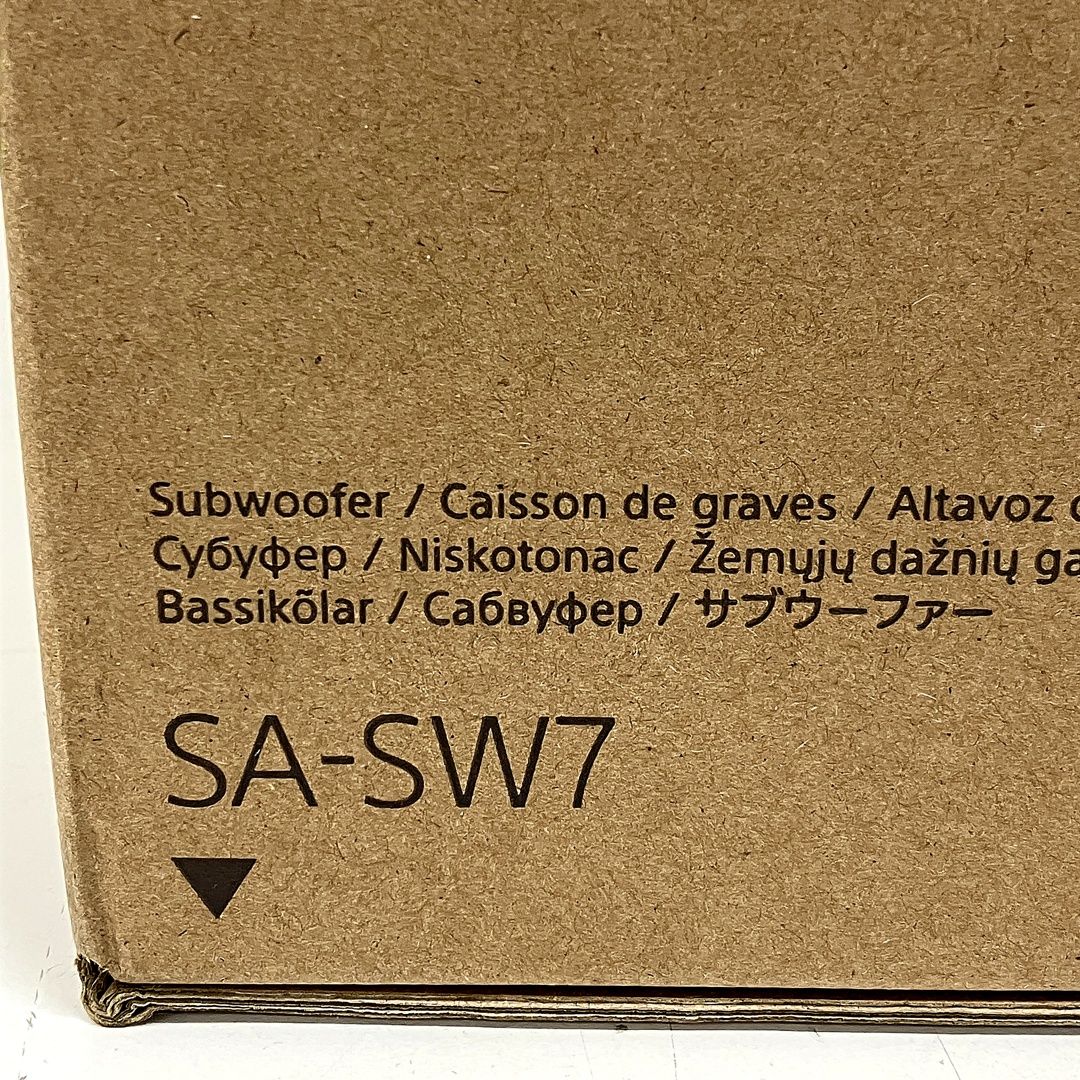 Subwoofer / Caisson de graves / Altavoz
Субуфер / Niskotonac / Žemųjų dažnių
Bassikõlar / Сабвуфер / サブウーファー
SA-SW7